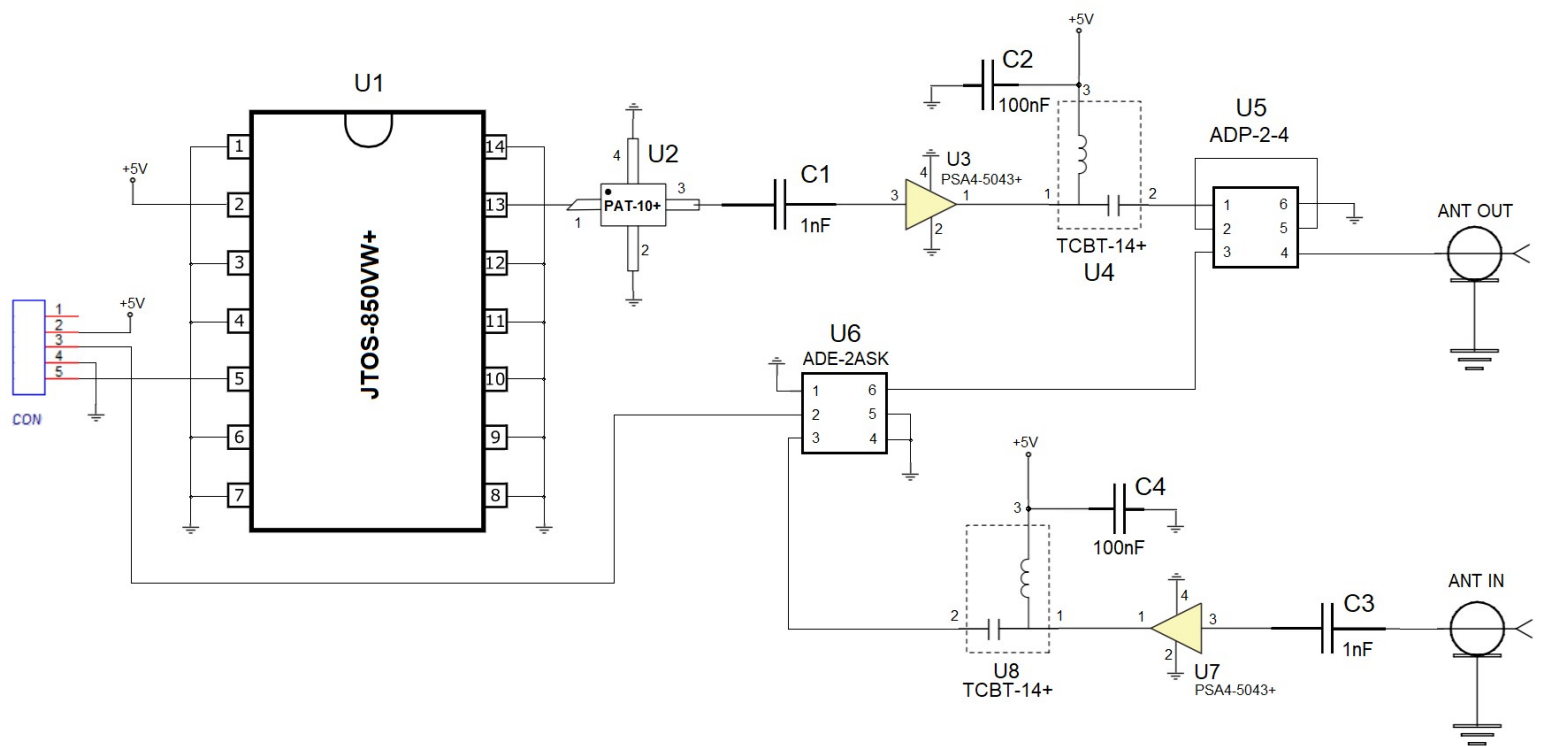 U1
JTOS-850VW+
1
2
3
4
5
6
7
14
13
12
11
10
9
8
+5V
+5V
1
2
3
4
5
CON
U2
PAT-10+
4
3
1
2
C1
1nF
U3
PSA4-5043+
4
3
1
2
+5V
C2
100nF
3
1
2
TCBT-14+
U4
U5
ADP-2-4
1
2
3
6
5
4
ANT OUT
U6
ADE-2ASK
1
2
3
6
5
4
+5V
3
C4
100nF
2
1
U8
TCBT-14+
1
4
3
2
U7
PSA4-5043+
C3
1nF
ANT IN